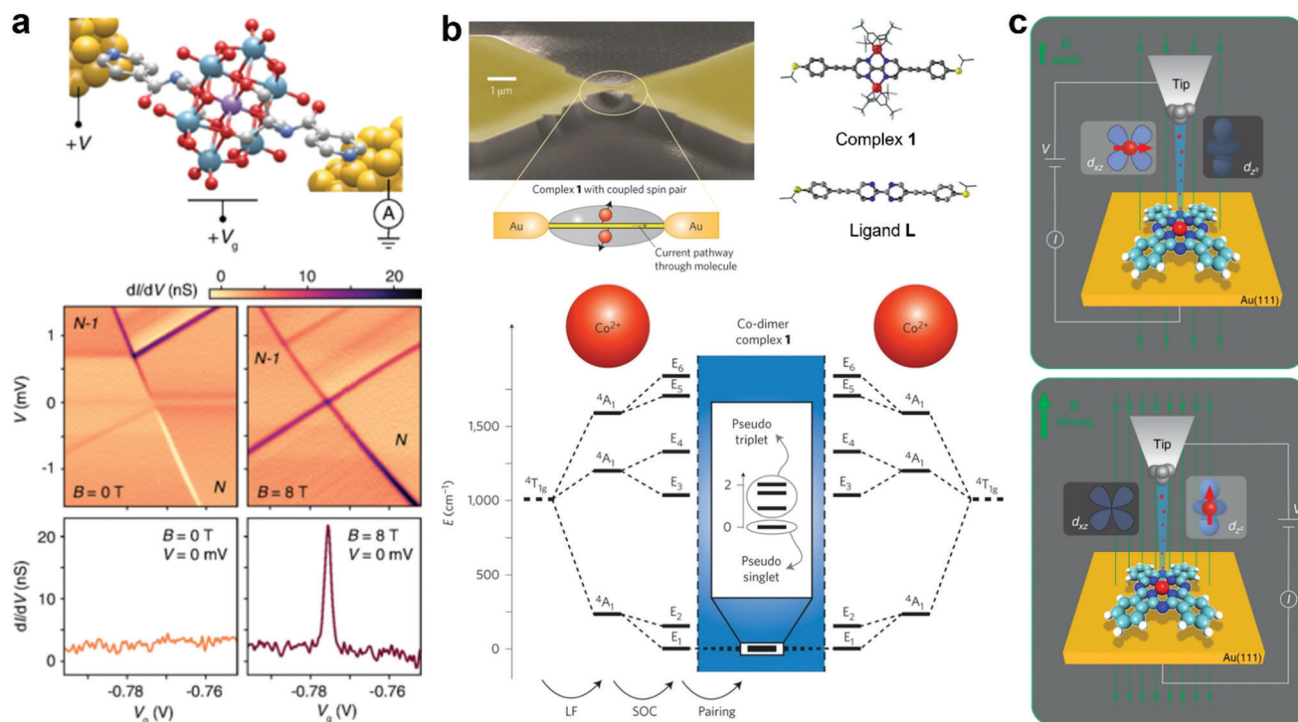 a
+V
+Vg
A
dI/dV (nS)
0 10 20
N-1
N-1
V (mV)
1
0
-1
N
N
B = 0 T
B = 8 T
B = 0 T
V = 0 mV
B = 8 T
V = 0 mV
dI/dV (nS)
20
10
0
-0.78 -0.76
-0.78 -0.76
Vg (V)
Vg (V)
b
1 μm
Complex 1 with coupled spin pair
Au
Au
Current pathway
through molecule
Complex 1
Ligand L
Co2+
Co-dimer
complex 1
Co2+
E (cm-1)
1,500
1,000
500
0
4T1g
4A1
4A1
4A1
E6
E5
E4
E3
E2
E1
Pseudo
triplet
2
0
Pseudo
singlet
E6
E5
E4
E3
E2
E1
4A1
4A1
4A1
4T1g
LF
SOC
Pairing
c
B
Tip
V
dxz
dz2
I
Au(111)
B
strong
Tip
V
dxz
dz2
I
Au(111)